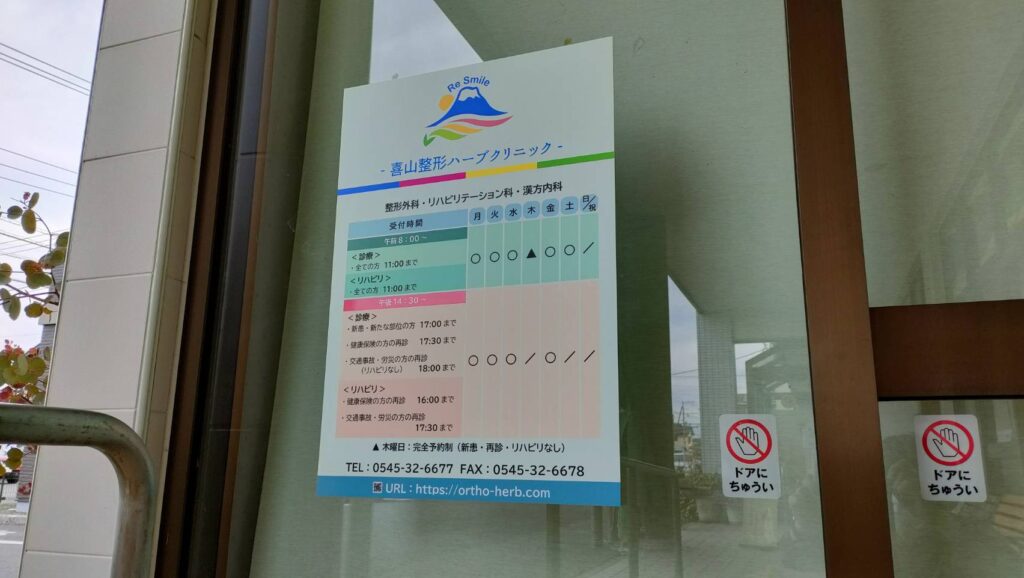 Re Smile
- 喜山整形ハーブクリニック -
整形外科・リハビリテーション科・漢方内科
受付時間 月 火 水 木 金 土 日/祝
午前 8：00～
＜診療＞
・全ての方 11:00 まで
○ ○ ○ ▲ ○ ○ ／
＜リハビリ＞
・全ての方 11:00 まで
午後 14：30～
＜診療＞
・新患・新たな部位の方 17:00 まで
・健康保険の方の再診 17:30 まで
・交通事故・労災の方の再診
（リハビリなし） 18:00 まで
○ ○ ○ ／ ○ ／ ／
＜リハビリ＞
・健康保険の方の再診 16:00 まで
・交通事故・労災の方の再診
17:30 まで
▲ 木曜日：完全予約制（新患・再診・リハビリなし）
TEL：0545-32-6677 FAX：0545-32-6678
URL：https://ortho-herb.com
ドアに
ちゅうい
ドアに
ちゅうい